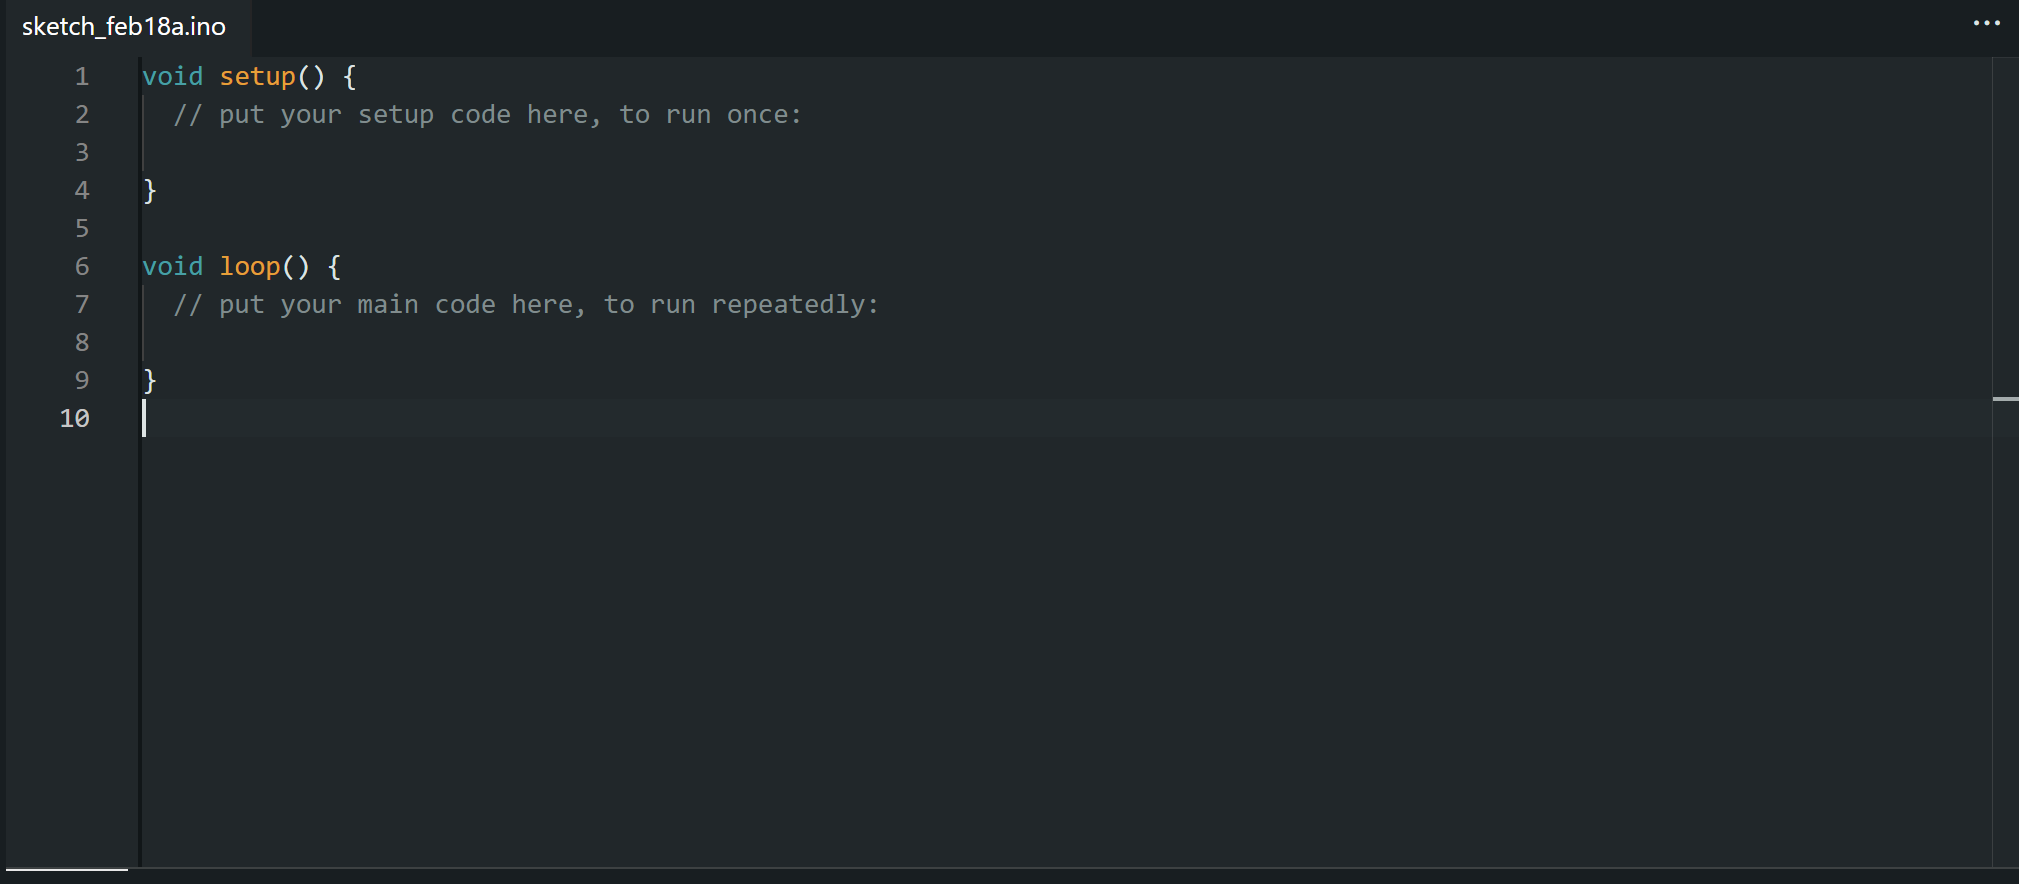 sketch_feb18a.ino
...
1 void setup() {
2   // put your setup code here, to run once:
3
4 }
5
6 void loop() {
7   // put your main code here, to run repeatedly:
8
9 }
10